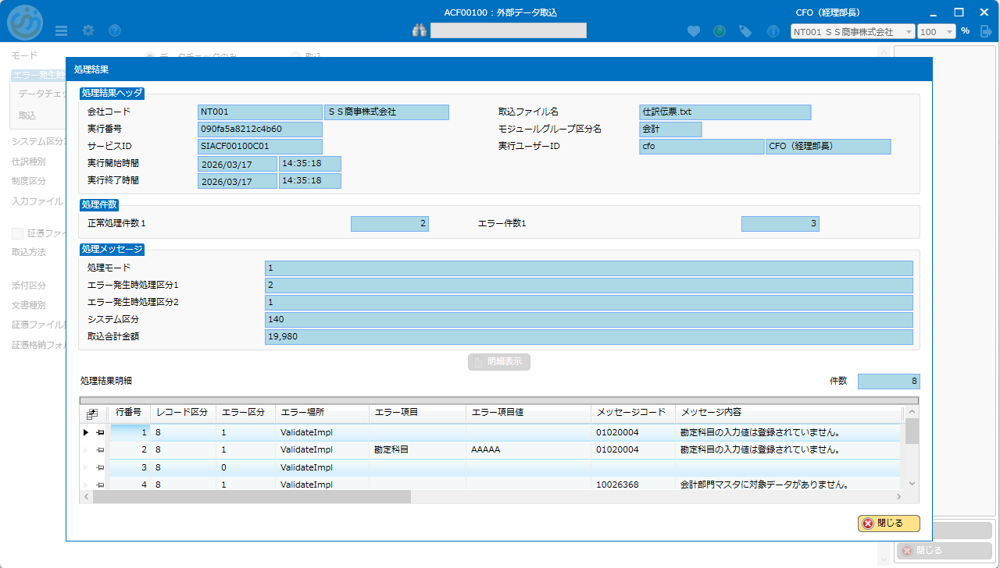 ACF00100：外部データ取込
CFO（経理部長）
NT001 ＳＳ商事株式会社
100
%
モード
データチェックのみ
取込
エラー発生時
データチェッ
取込
システム区分
仕訳種別
制度区分
入力ファイル
証憑ファイ
取込方法
添付区分
文書種別
証憑ファイル
証憑格納フォル
閉じる
処理結果
処理結果ヘッダ
会社コード NT001 ＳＳ商事株式会社 取込ファイル名 仕訳伝票.txt
実行番号 090fa5a8212c4b60 モジュールグループ区分名 会計
サービスID SIACF00100C01 実行ユーザーID cfo CFO（経理部長）
実行開始時間 2026/03/17 14:35:18
実行終了時間 2026/03/17 14:35:18
処理件数
正常処理件数１ 2 エラー件数1 3
処理メッセージ
処理モード 1
エラー発生時処理区分1 2
エラー発生時処理区分2 1
システム区分 140
取込合計金額 19,980
明細表示
処理結果明細 件数 8
行番号 レコード区分 エラー区分 エラー場所 エラー項目 エラー項目値 メッセージコード メッセージ内容
1 8 1 ValidateImpl 01020004 勘定科目の入力値は登録されていません。
2 8 1 ValidateImpl 勘定科目 AAAAA 01020004 勘定科目の入力値は登録されていません。
3 8 0 ValidateImpl
4 8 1 ValidateImpl 10026368 会計部門マスタに対象データがありません。
閉じる